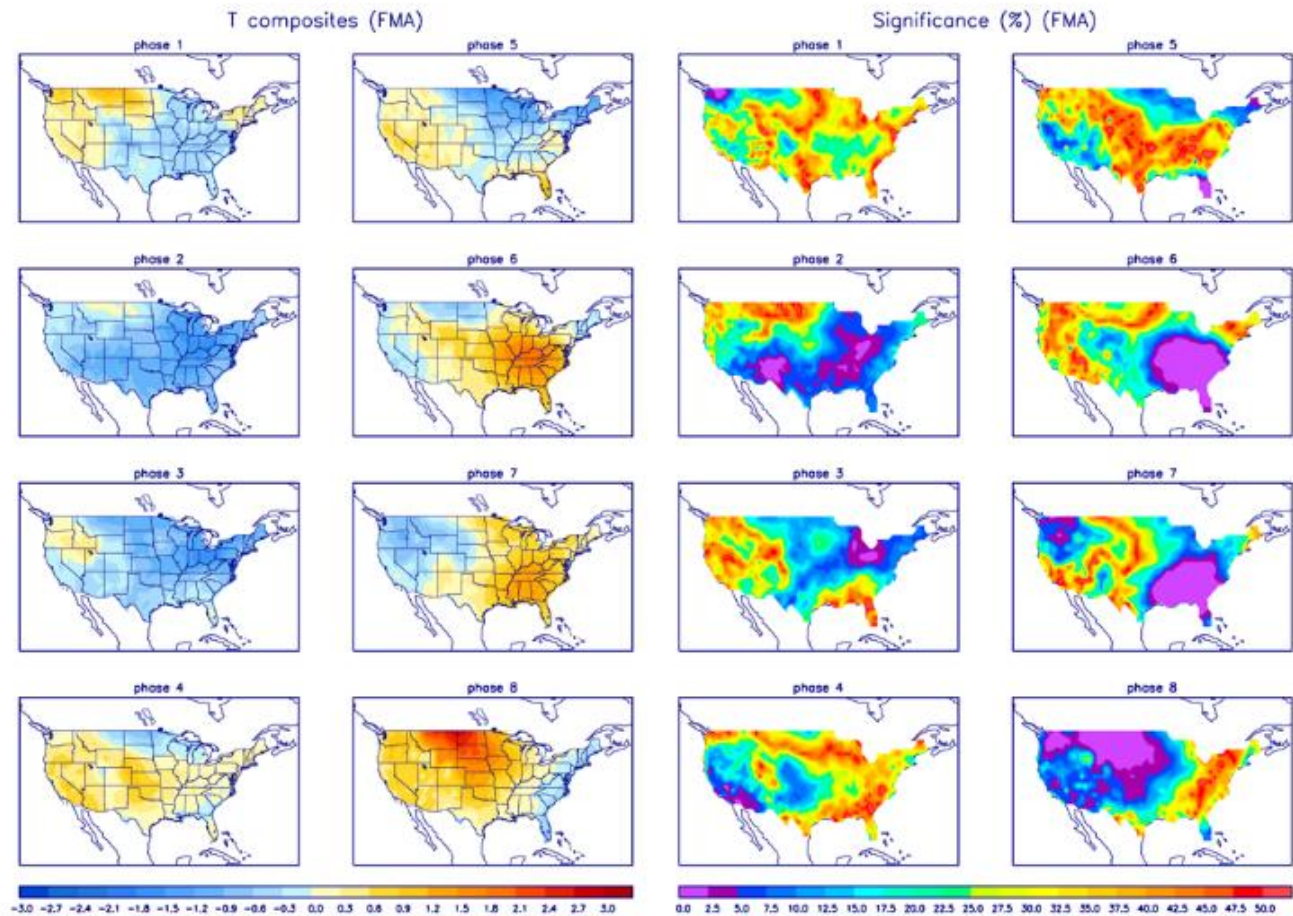 T composites (FMA) Significance (%) (FMA)
phase 1 phase 5 phase 1 phase 5
phase 2 phase 6 phase 2 phase 6
phase 3 phase 7 phase 3 phase 7
phase 4 phase 8 phase 4 phase 8
-3.0 -2.7 -2.4 -2.1 -1.8 -1.5 -1.2 -0.9 -0.6 -0.3 0.0 0.3 0.6 0.9 1.2 1.5 1.8 2.1 2.4 2.7 3.0 0.0 2.5 5.0 7.5 10.0 12.5 15.0 17.5 20.0 22.5 25.0 27.5 30.0 32.5 35.0 37.5 40.0 42.5 45.0 47.5 50.0